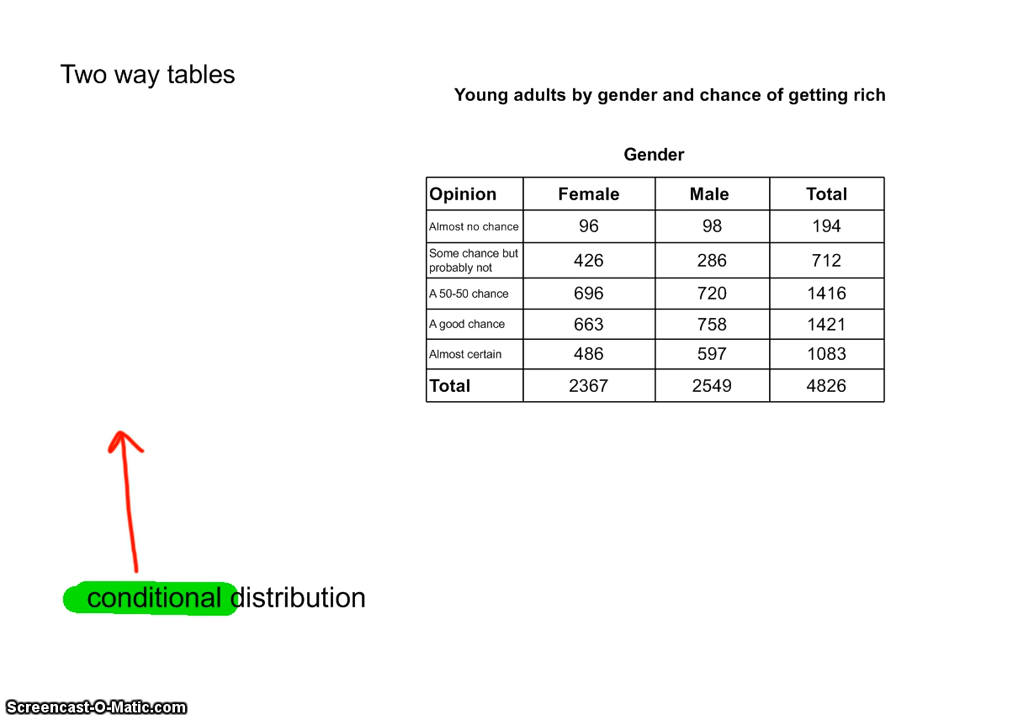 Two way tables
Young adults by gender and chance of getting rich
Gender
Opinion Female Male Total
Almost no chance 96 98 194
Some chance but
probably not 426 286 712
A 50-50 chance 696 720 1416
A good chance 663 758 1421
Almost certain 486 597 1083
Total 2367 2549 4826
conditional distribution
Screencast-O-Matic.com